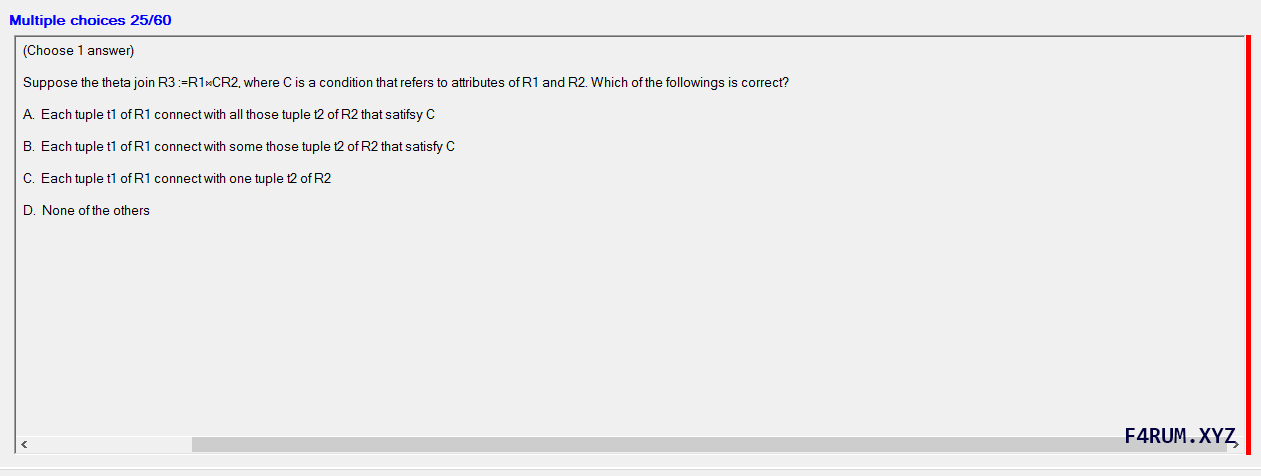 Multiple choices 25/60
(Choose 1 answer)
Suppose the theta join R3 :=R1⋈CR2, where C is a condition that refers to attributes of R1 and R2. Which of the followings is correct?
A. Each tuple t1 of R1 connect with all those tuple t2 of R2 that satifsy C
B. Each tuple t1 of R1 connect with some those tuple t2 of R2 that satisfy C
C. Each tuple t1 of R1 connect with one tuple t2 of R2
D. None of the others
F4RUM.XYZ